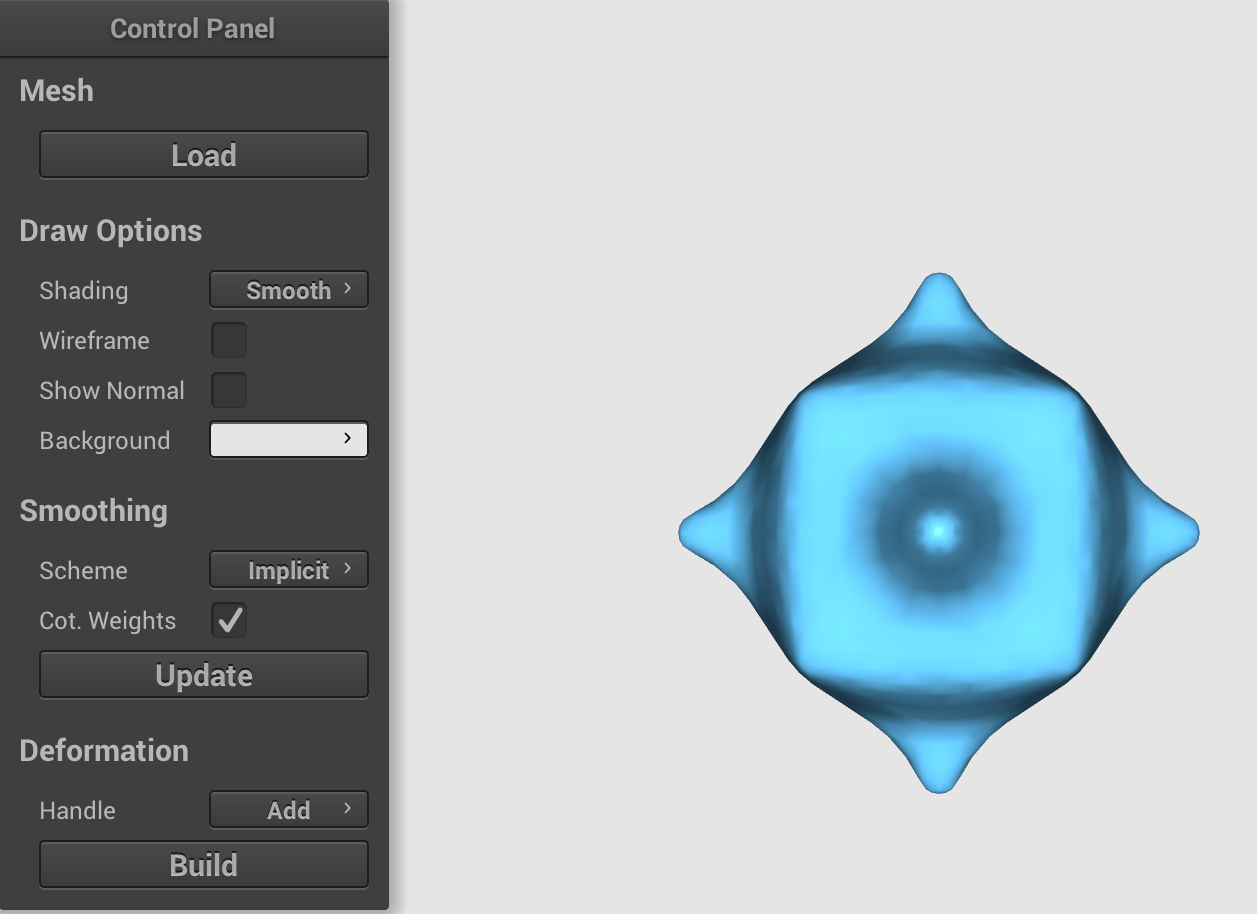 Control Panel
Mesh
Load
Draw Options
Shading Smooth
Wireframe
Show Normal
Background
Smoothing
Scheme Implicit
Cot. Weights
Update
Deformation
Handle Add
Build